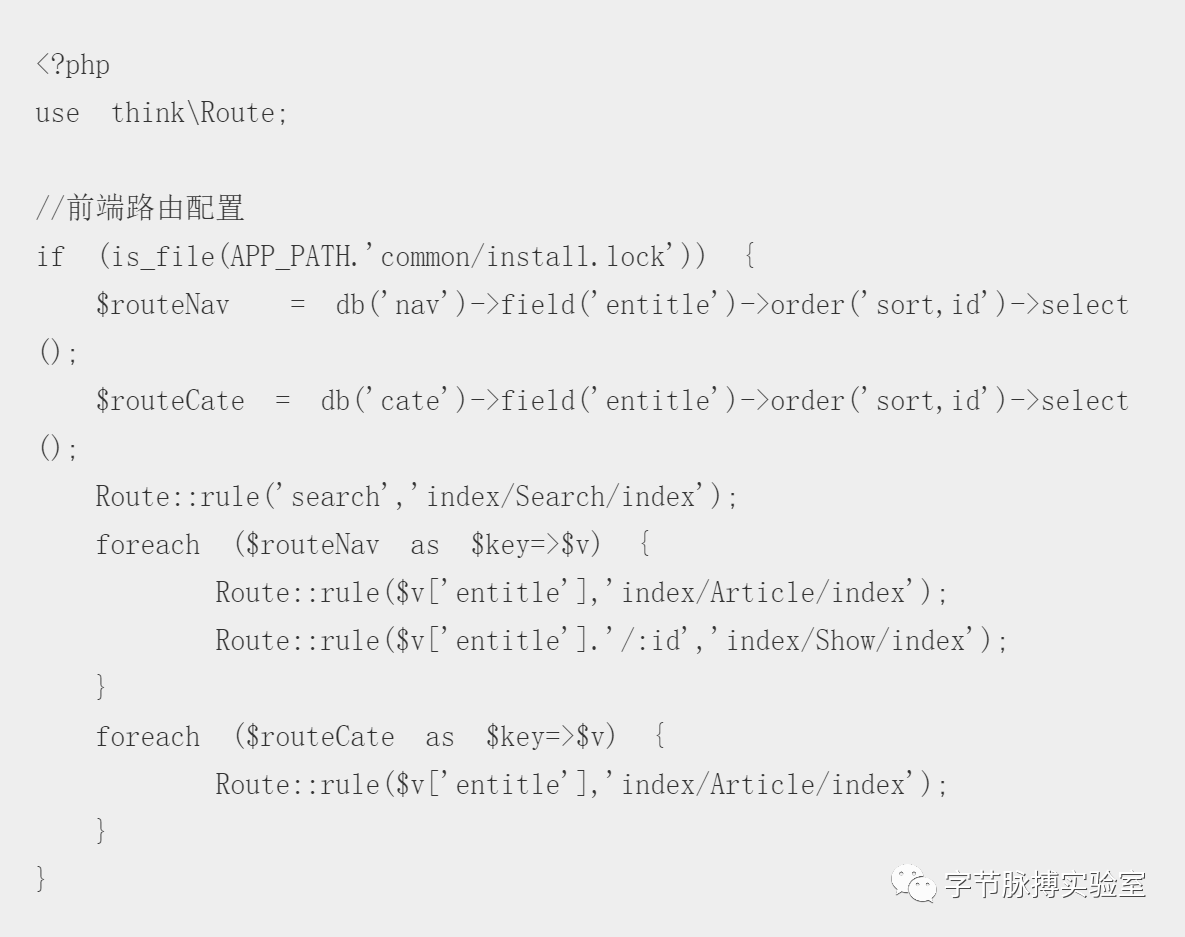 <?php
use think\Route;
//前端路由配置
if (is_file(APP_PATH.'common/install.lock')) {
$routeNav = db('nav')->field('entitle')->order('sort,id')->select
();
$routeCate = db('cate')->field('entitle')->order('sort,id')->select
();
Route::rule('search','index/Search/index');
foreach ($routeNav as $key=>$v) {
Route::rule($v['entitle'],'index/Article/index');
Route::rule($v['entitle'].'/:id','index/Show/index');
}
foreach ($routeCate as $key=>$v) {
Route::rule($v['entitle'],'index/Article/index');
}
}
字节脉搏实验室